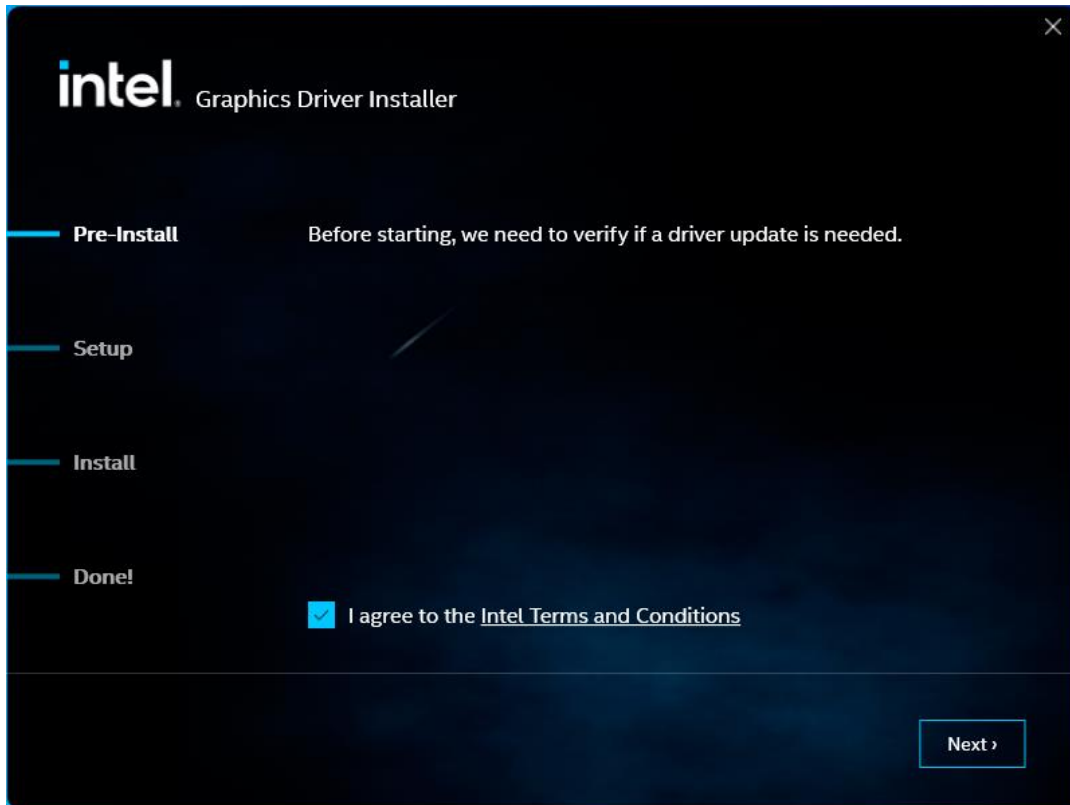 intel. Graphics Driver Installer
Pre-Install
Before starting, we need to verify if a driver update is needed.
Setup
Install
Done!
I agree to the Intel Terms and Conditions
Next ›